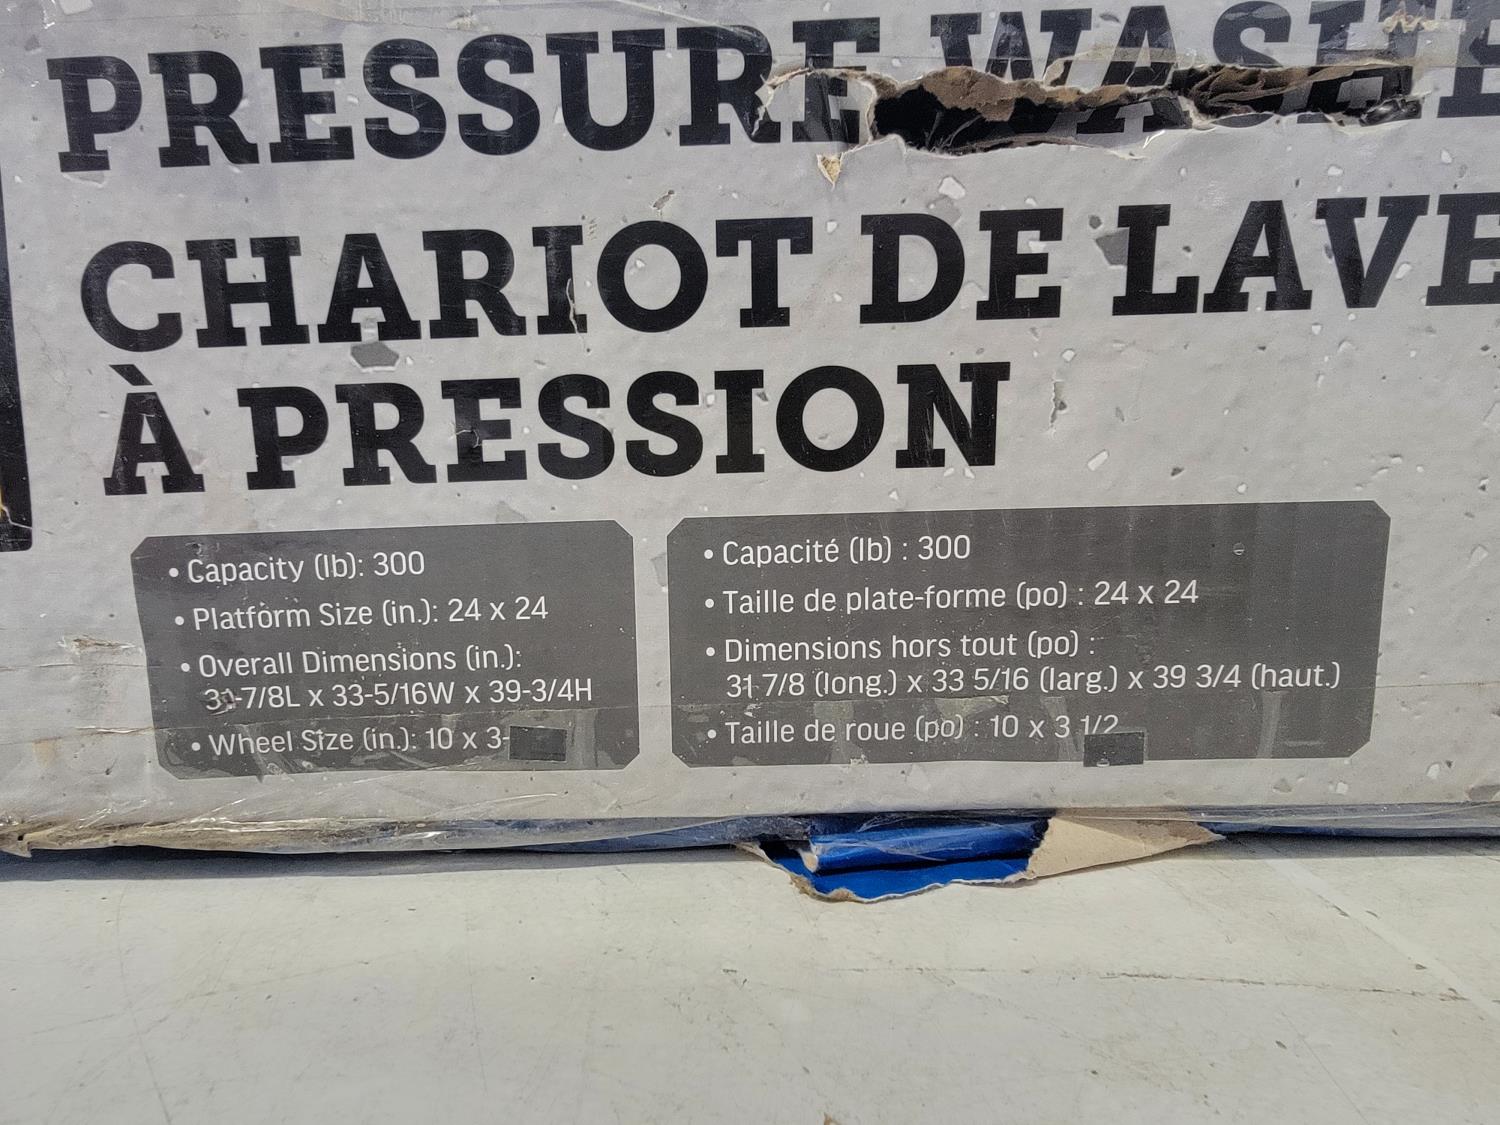 PRESSURE WASHE
CHARIOT DE LAVE
À PRESSION
• Capacity (lb): 300
• Platform Size (in.): 24 x 24
• Overall Dimensions (in.):
31-7/8L x 33-5/16W x 39-3/4H
• Wheel Size (in.): 10 x 3-
• Capacité (lb) : 300
• Taille de plate-forme (po) : 24 x 24
• Dimensions hors tout (po) :
31 7/8 (long.) x 33 5/16 (larg.) x 39 3/4 (haut.)
• Taille de roue (po) : 10 x 3 1/2